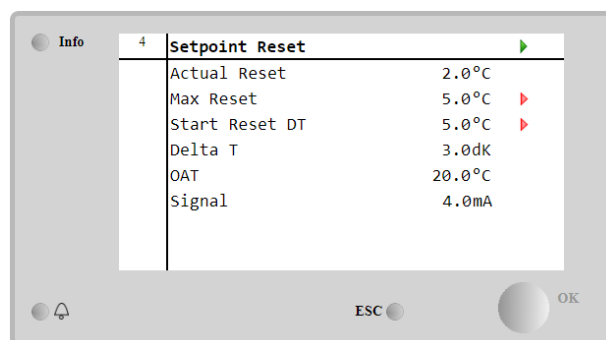 Info
4 Setpoint Reset
Actual Reset 2.0°C
Max Reset 5.0°C
Start Reset DT 5.0°C
Delta T 3.0dK
OAT 20.0°C
Signal 4.0mA
ESC OK